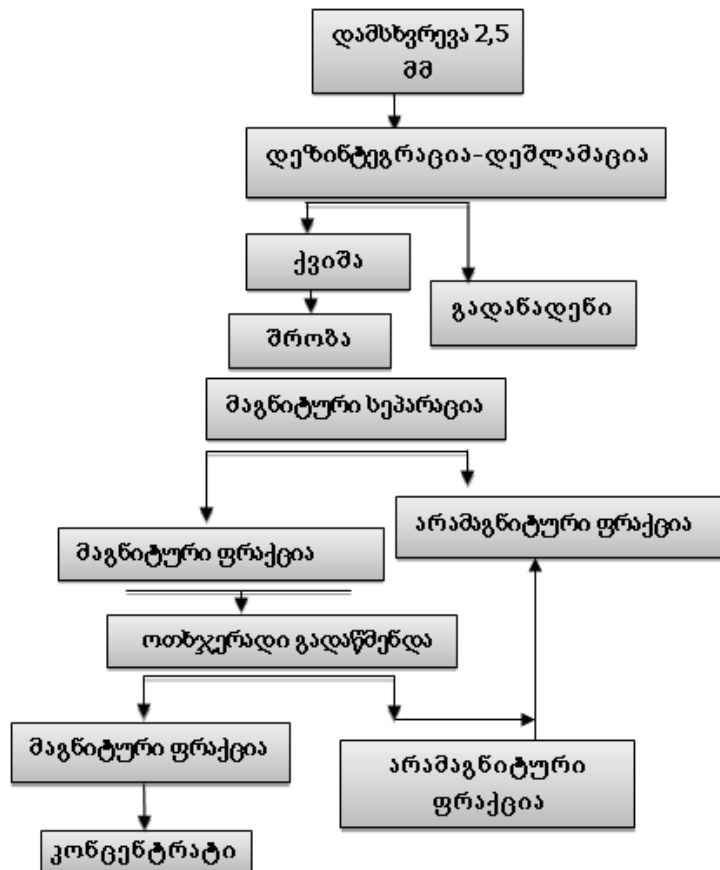 დამსხვრევა 2,5
მმ
დეზინტეგრაცია-დეშლამაცია
ქვიშა
გადანადენი
შრობა
მაგნიტური სეპარაცია
არამაგნიტური ფრაქცია
მაგნიტური ფრაქცია
ოთხჯერადი გადაწმენდა
მაგნიტური ფრაქცია
არამაგნიტური
ფრაქცია
კონცენტრატი